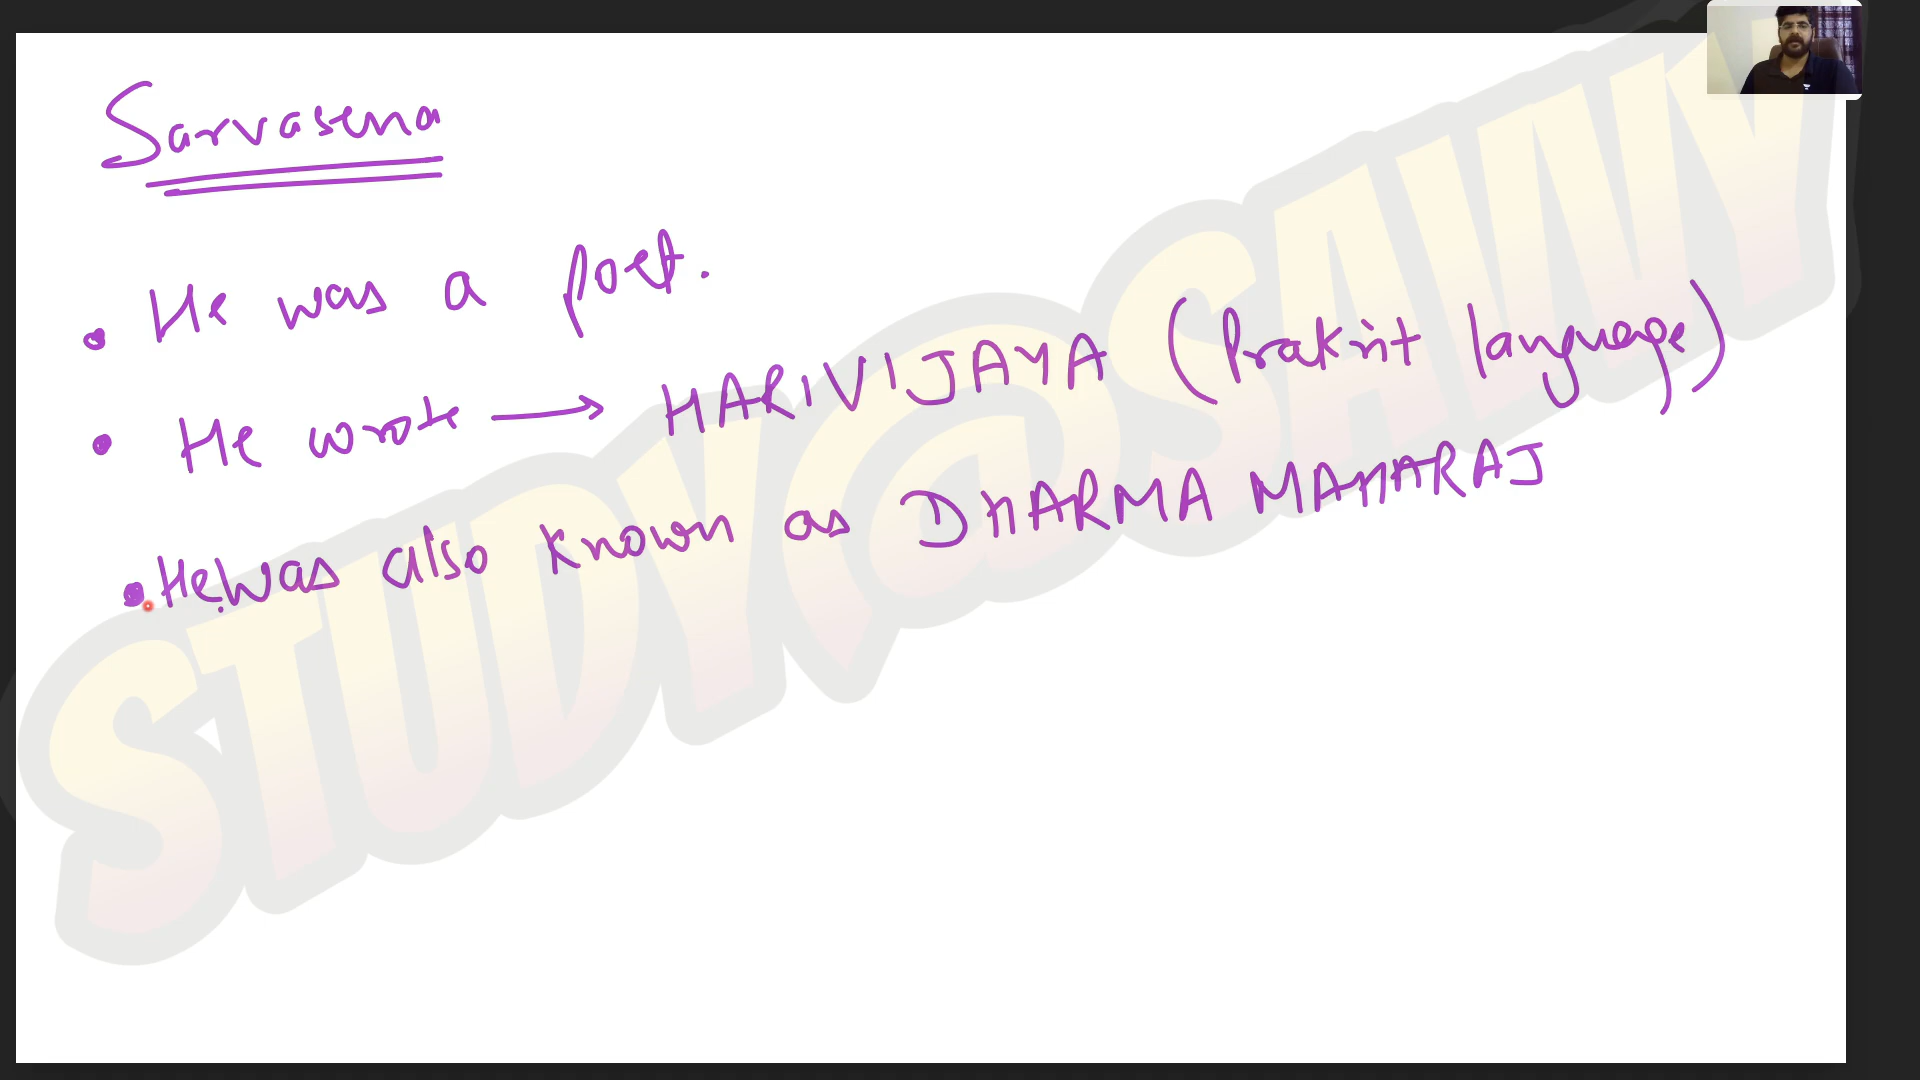 Sarvasena
• He was a poet.
• He wrote → HARIVIJAYA (Prakrit language)
• He was also known as DHARMA MAHARAJ
STUDY@SAVVY